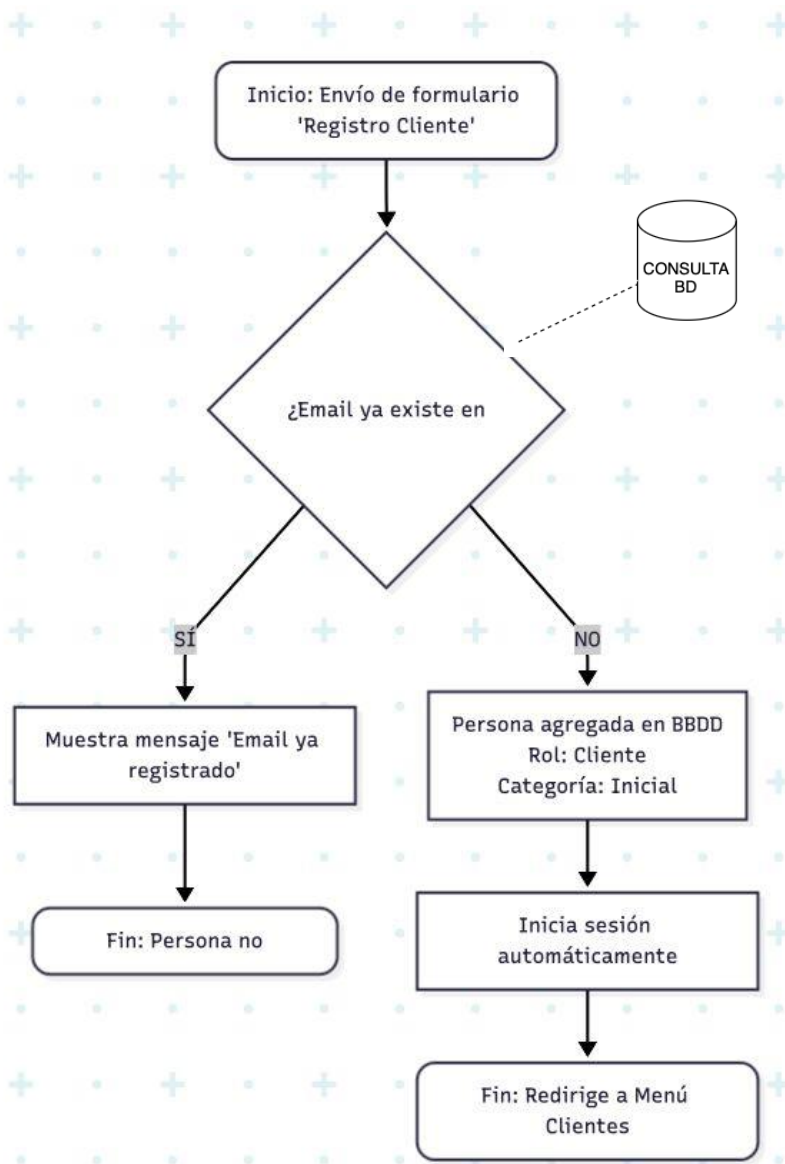 Inicio: Envío de formulario
'Registro Cliente'
CONSULTA
BD
¿Email ya existe en
SÍ
NO
Muestra mensaje 'Email ya
registrado'
Persona agregada en BBDD
Rol: Cliente
Categoría: Inicial
Fin: Persona no
Inicia sesión
automáticamente
Fin: Redirige a Menú
Clientes